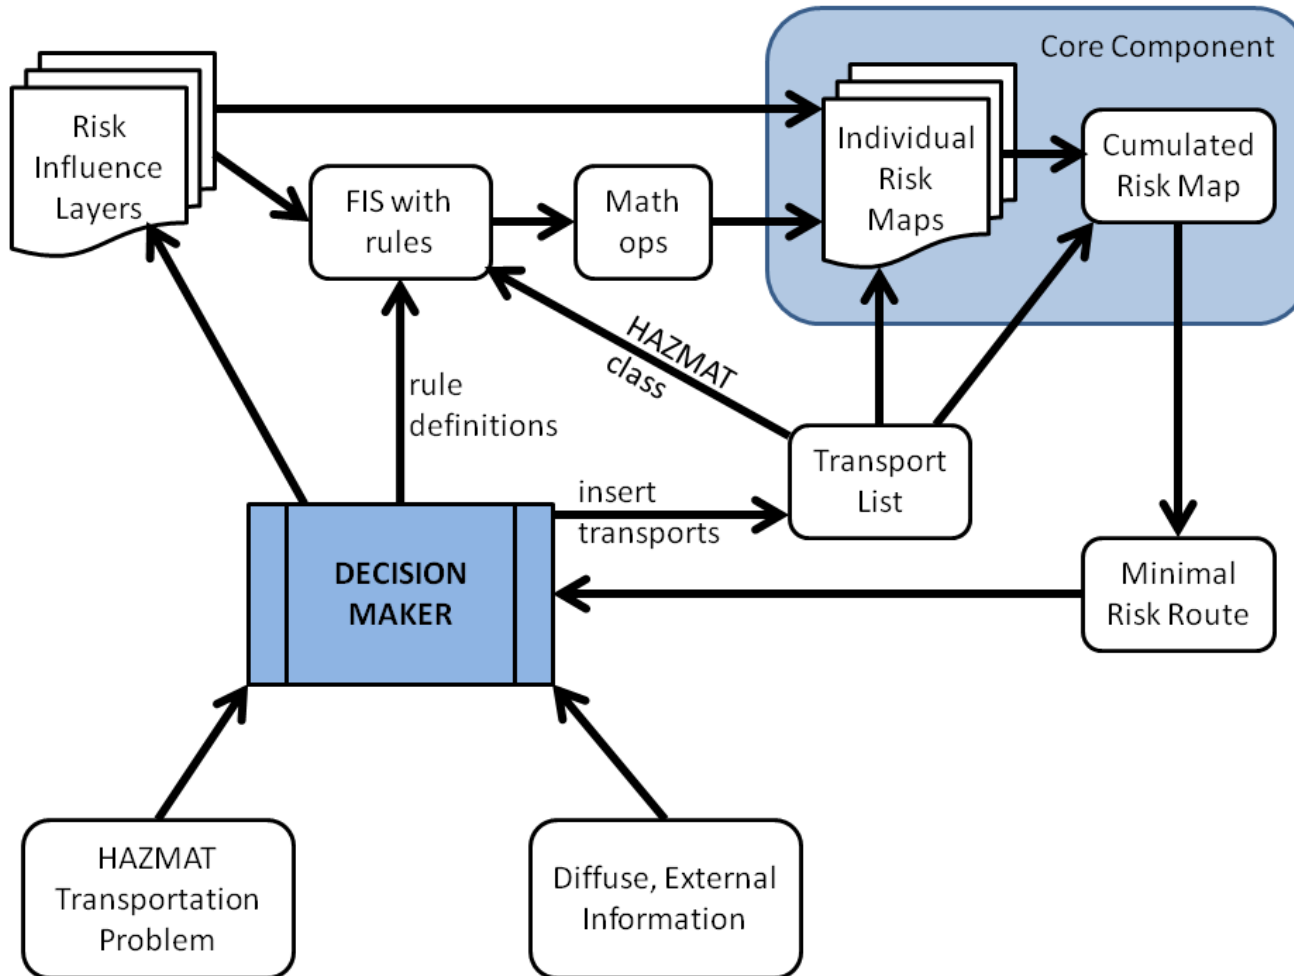 Core Component
Risk
Influence
Layers
FIS with
rules
Math
ops
Individual
Risk
Maps
Cumulated
Risk Map
HAZMAT
class
rule
definitions
Transport
List
insert
transports
DECISION
MAKER
Minimal
Risk Route
HAZMAT
Transportation
Problem
Diffuse, External
Information